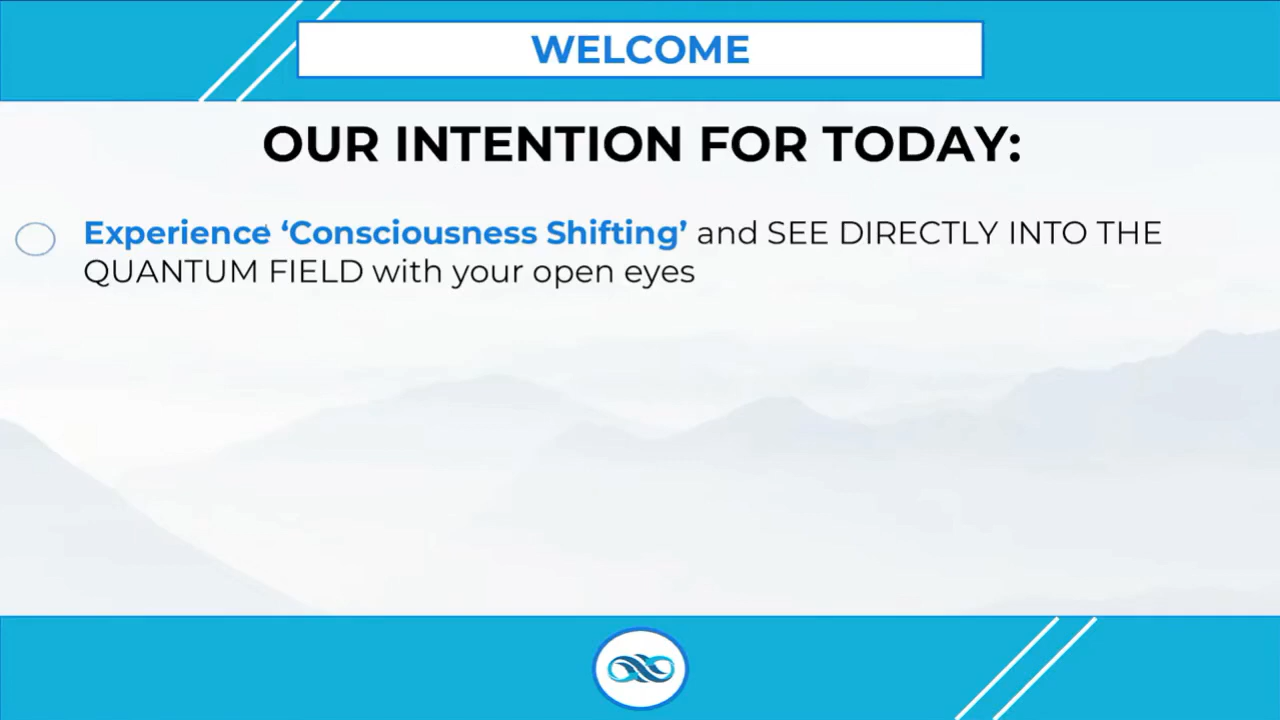 WELCOME
OUR INTENTION FOR TODAY:
Experience ‘Consciousness Shifting’ and SEE DIRECTLY INTO THE
QUANTUM FIELD with your open eyes